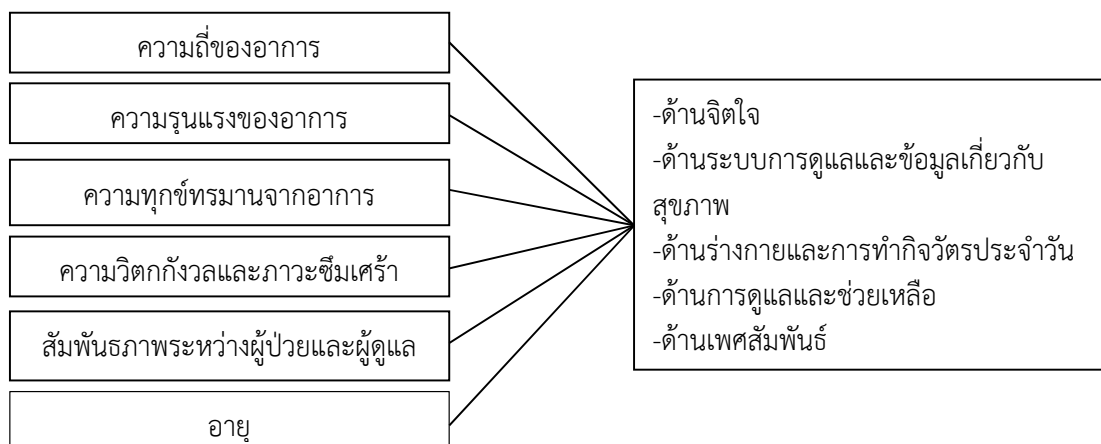 ความถี่ของอาการ
ความรุนแรงของอาการ
ความทุกข์ทรมานจากอาการ
ความวิตกกังวลและภาวะซึมเศร้า
สัมพันธภาพระหว่างผู้ป่วยและผู้ดูแล
อายุ
-ด้านจิตใจ
-ด้านระบบการดูแลและข้อมูลเกี่ยวกับ
สุขภาพ
-ด้านร่างกายและการทำกิจวัตรประจำวัน
-ด้านการดูแลและช่วยเหลือ
-ด้านเพศสัมพันธ์